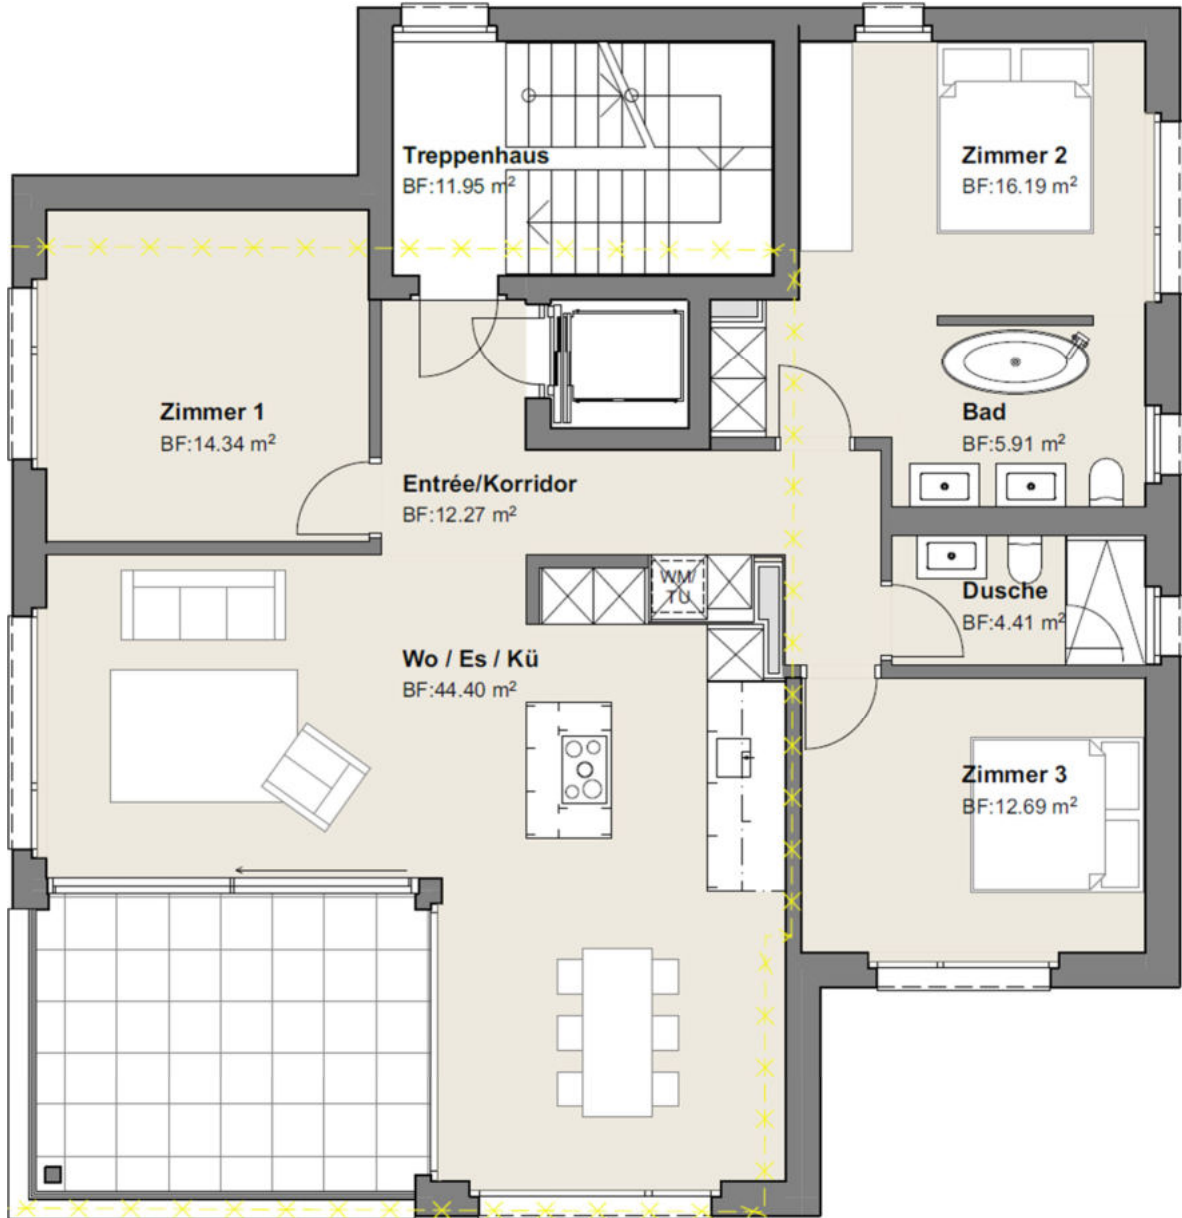 Treppenhaus
BF:11.95 m²
Zimmer 2
BF:16.19 m²
Zimmer 1
BF:14.34 m²
Bad
BF:5.91 m²
Entrée/Korridor
BF:12.27 m²
WM/
TU
Dusche
BF:4.41 m²
Wo / Es / Kü
BF:44.40 m²
Zimmer 3
BF:12.69 m²